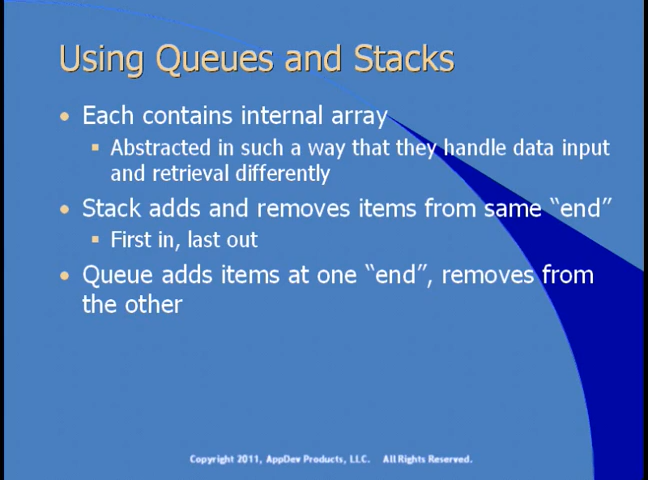 Using Queues and Stacks
• Each contains internal array
▪ Abstracted in such a way that they handle data input
and retrieval differently
• Stack adds and removes items from same “end”
▪ First in, last out
• Queue adds items at one “end”, removes from
the other
Copyright 2011, AppDev Products, LLC. All Rights Reserved.